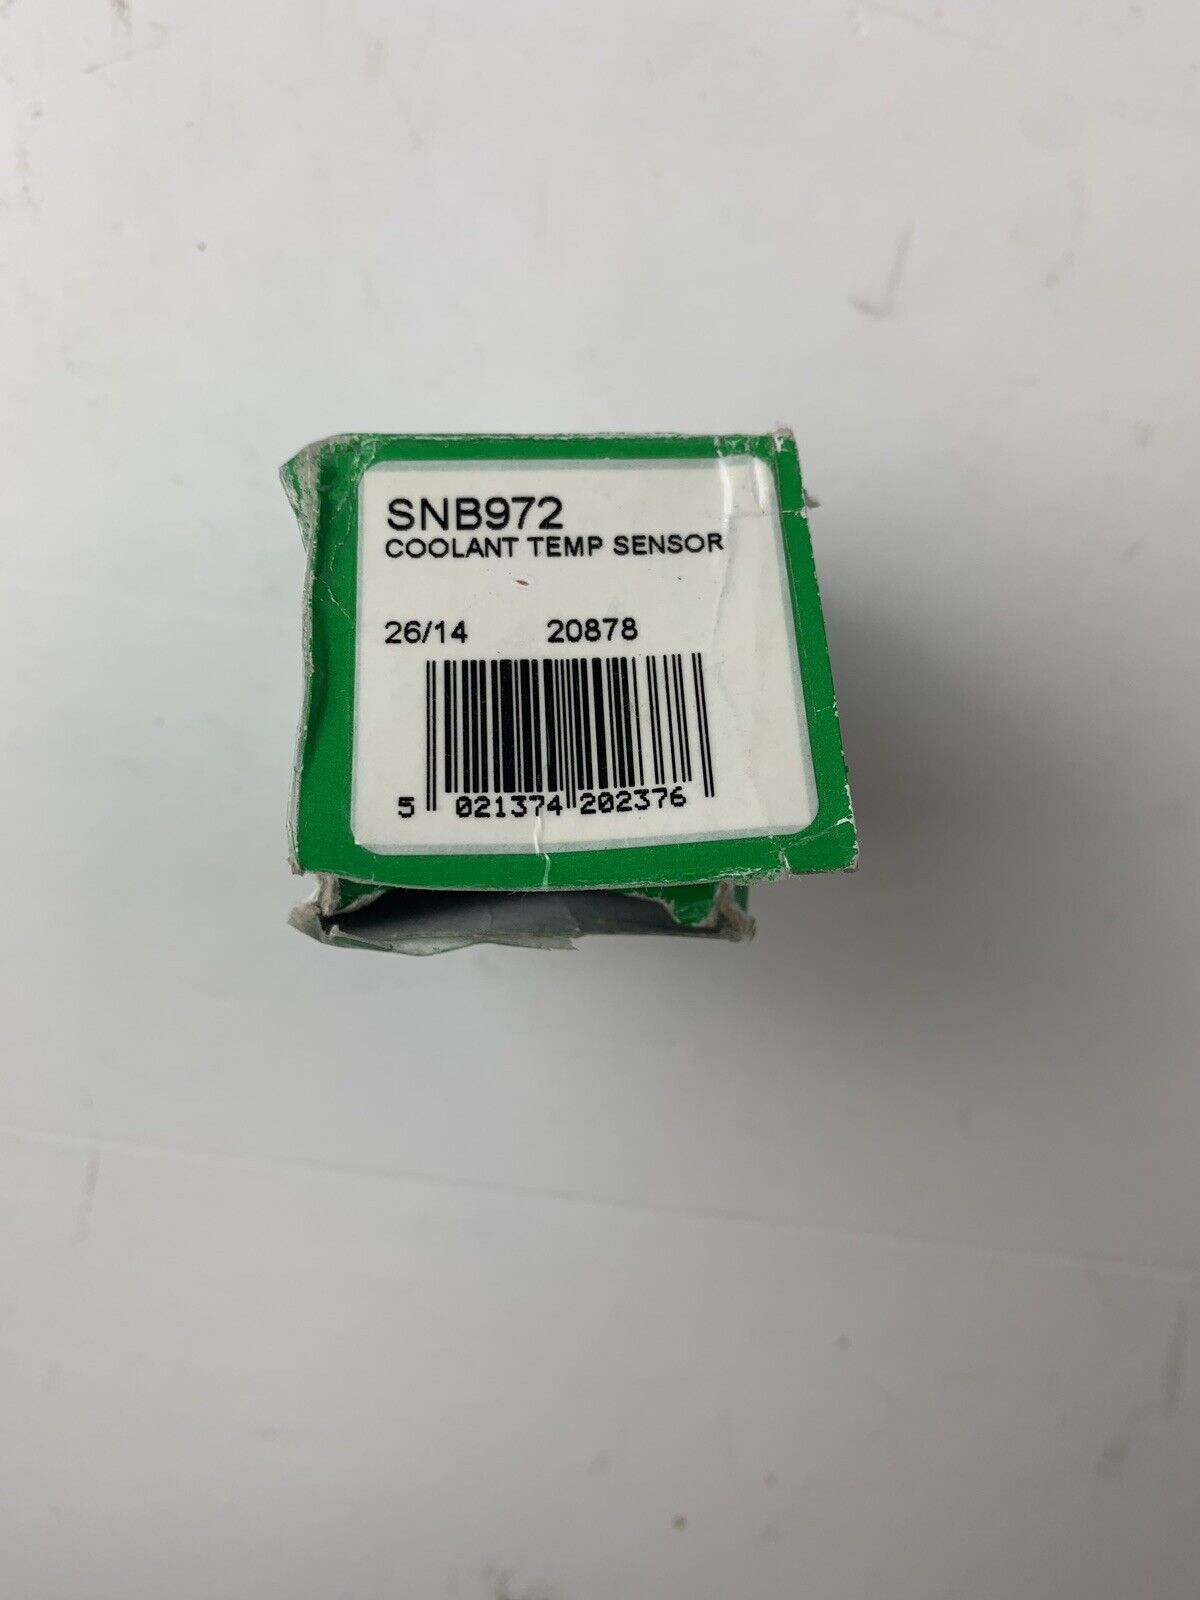 SNB972
COOLANT TEMP SENSOR
26/14 20878
5 021374 202376